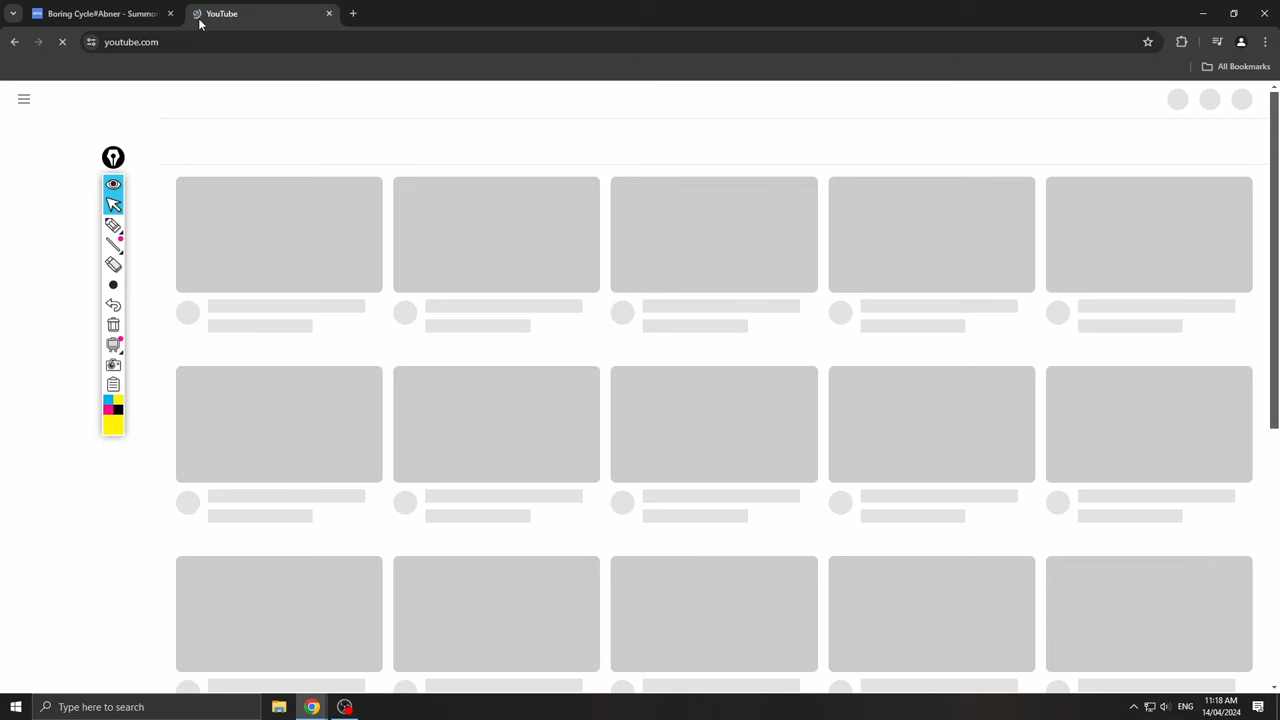 Boring Cycle#Abner - Summo
YouTube
youtube.com
All Bookmarks
Type here to search
ENG
11:18 AM
14/04/2024